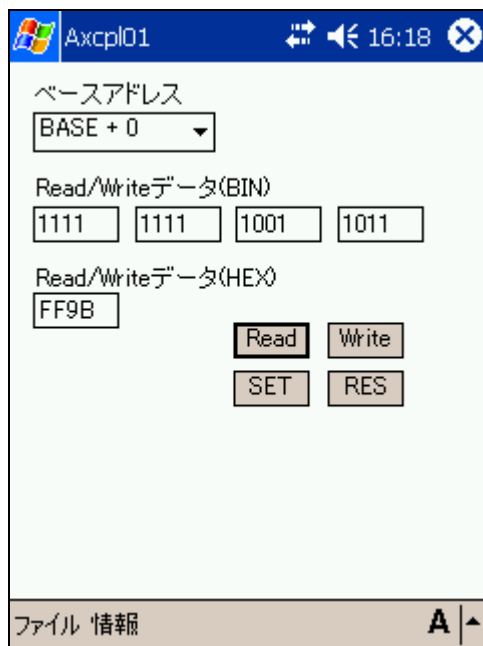 Axcpl01 16:18
ベースアドレス
BASE + 0
Read/Writeデータ(BIN)
1111 1111 1001 1011
Read/Writeデータ(HEX)
FF9B
Read Write
SET RES
ファイル 情報 A